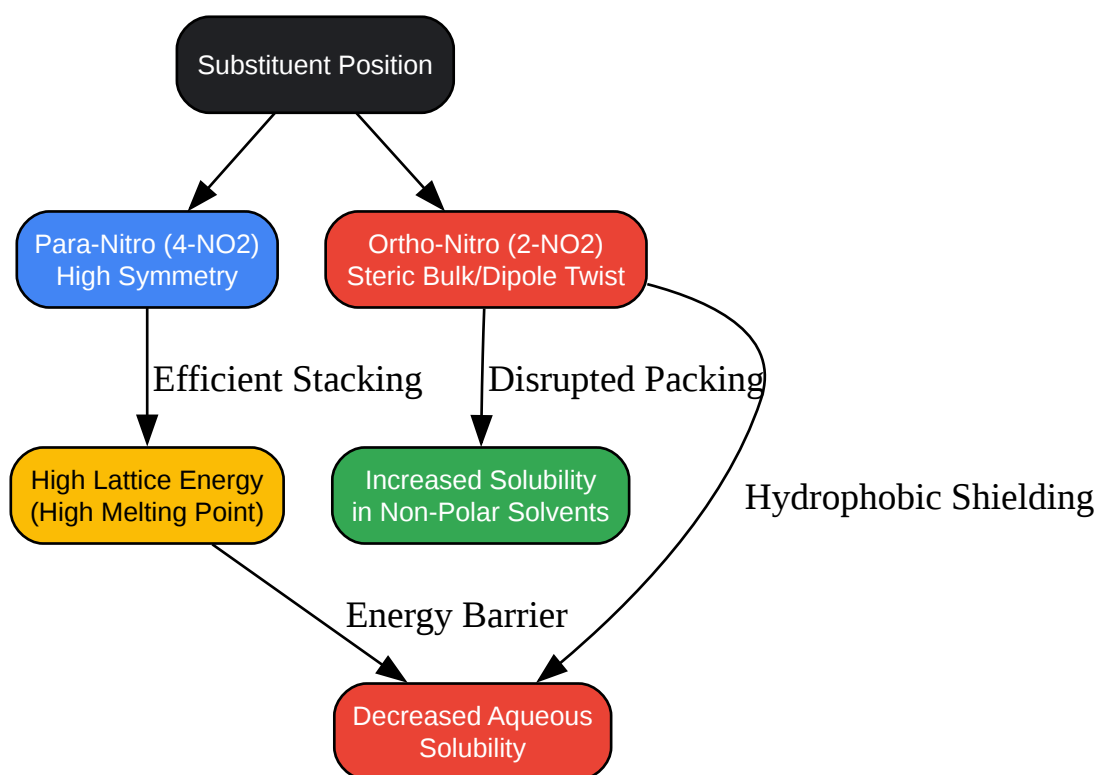 Substituent Position
Para-Nitro (4-NO2)
High Symmetry
Ortho-Nitro (2-NO2)
Steric Bulk/Dipole Twist
Efficient Stacking
Disrupted Packing
High Lattice Energy
(High Melting Point)
Increased Solubility
in Non-Polar Solvents
Hydrophobic Shielding
Energy Barrier
Decreased Aqueous
Solubility